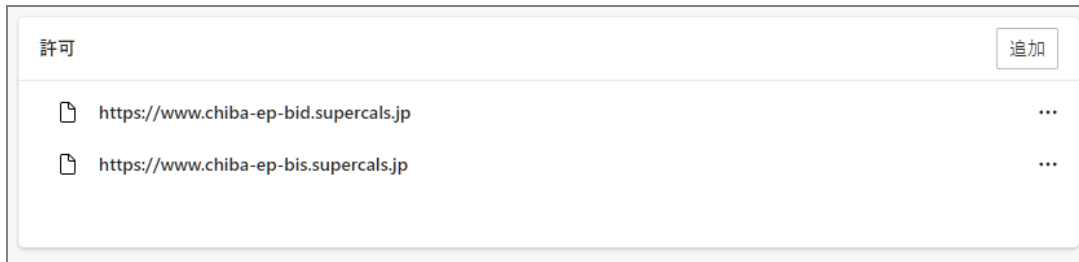 許可
追加
https://www.chiba-ep-bid.supercals.jp
https://www.chiba-ep-bis.supercals.jp